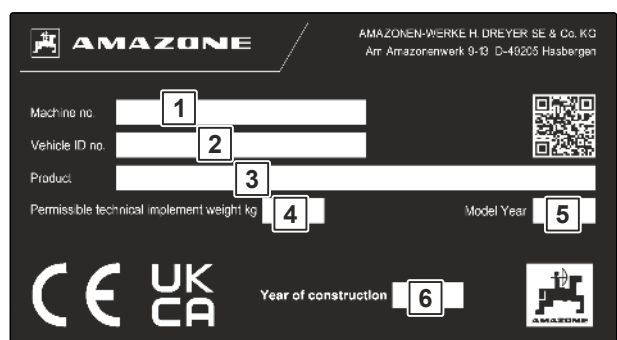 AMAZONE
AMAZONEN-WERKE H. DREYER SE & Co. KG
Am Amazonenwerk 9-13 D-49205 Hasbergen
Machine no. 1
Vehicle ID no. 2
Product 3
Permissible technical implement weight kg 4
Model Year 5
CE UK CA
Year of construction 6
AMAZONE